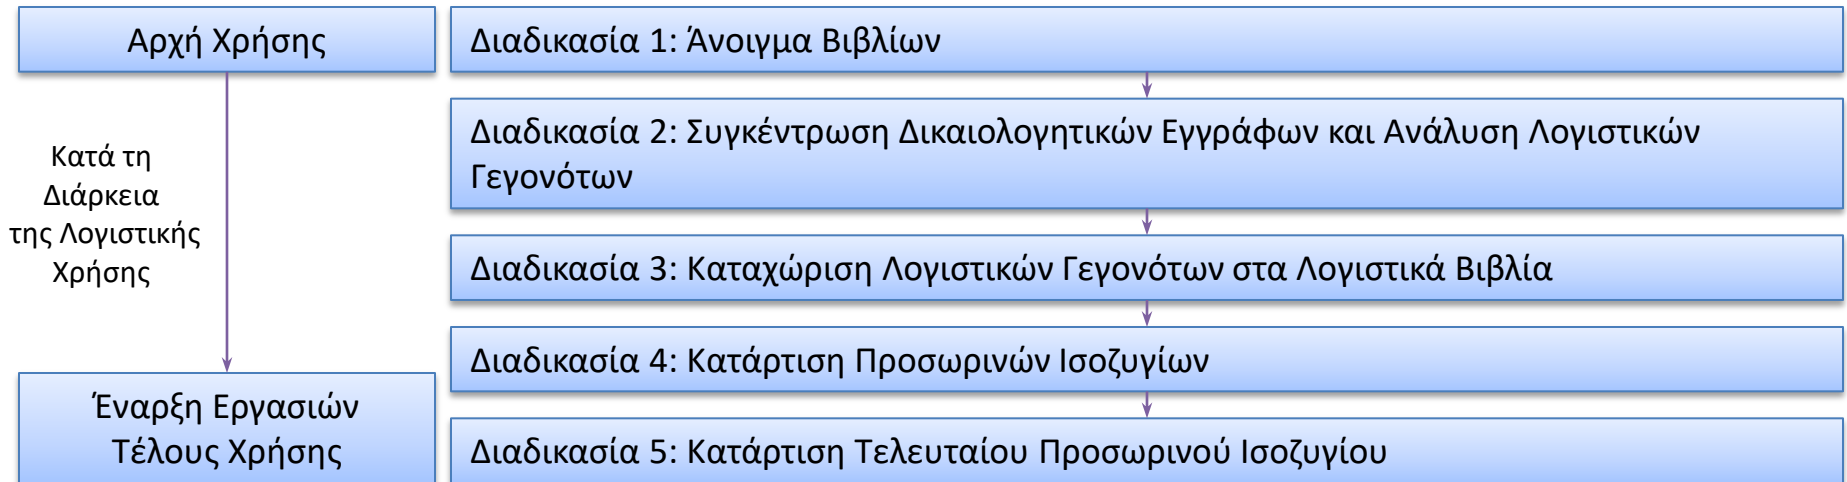 Αρχή Χρήσης
Διαδικασία 1: Άνοιγμα Βιβλίων
Κατά τη
Διάρκεια
της Λογιστικής
Χρήσης
Διαδικασία 2: Συγκέντρωση Δικαιολογητικών Εγγράφων και Ανάλυση Λογιστικών
Γεγονότων
Διαδικασία 3: Καταχώριση Λογιστικών Γεγονότων στα Λογιστικά Βιβλία
Διαδικασία 4: Κατάρτιση Προσωρινών Ισοζυγίων
Έναρξη Εργασιών
Τέλους Χρήσης
Διαδικασία 5: Κατάρτιση Τελευταίου Προσωρινού Ισοζυγίου